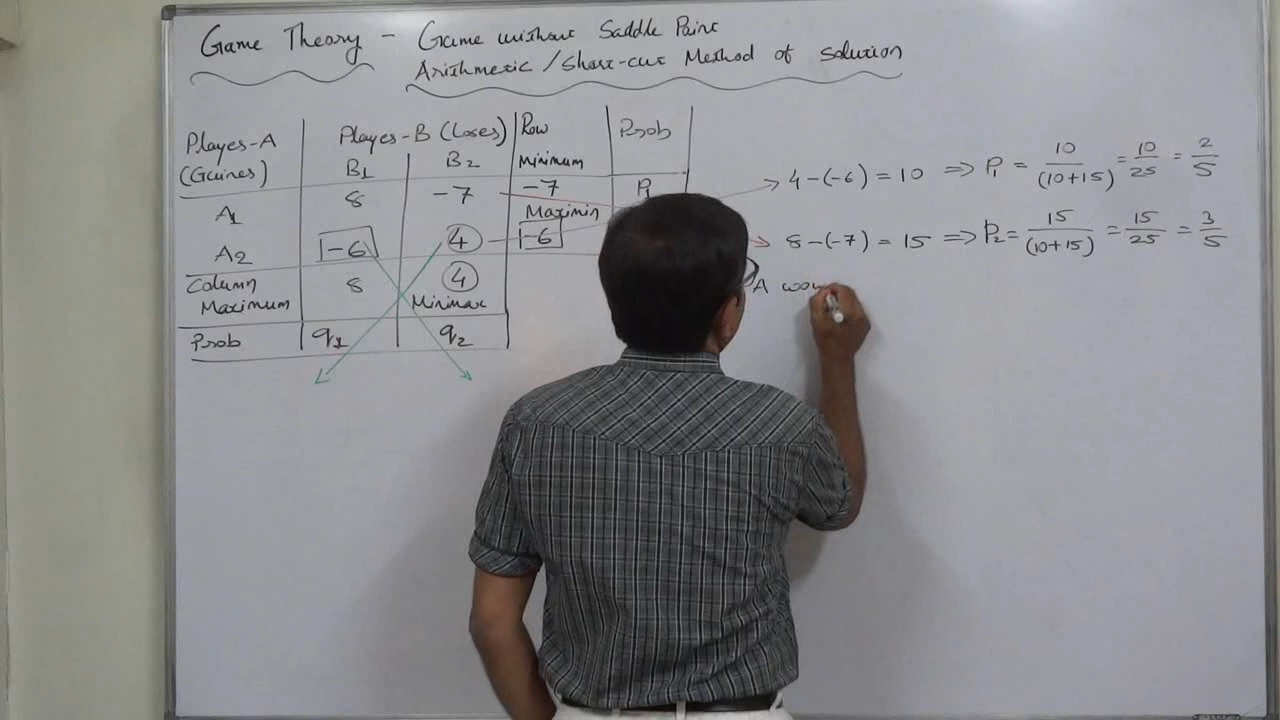 Game Theory - Game without Saddle Point
Arithmetic / Short-cut Method of solution
Player-A Player-B (Loses) Row Prob
(Gaines) B1 B2 Minimum
A1 8 -7 -7 P1
Maximin
A2 -6 4 -6
Column 8 4
Maximum Minimax
Prob q1 q2
4-(-6) = 10 ⇒ P1 = 10/(10+15) = 10/25 = 2/5
8-(-7) = 15 ⇒ P2 = 15/(10+15) = 15/25 = 3/5
A